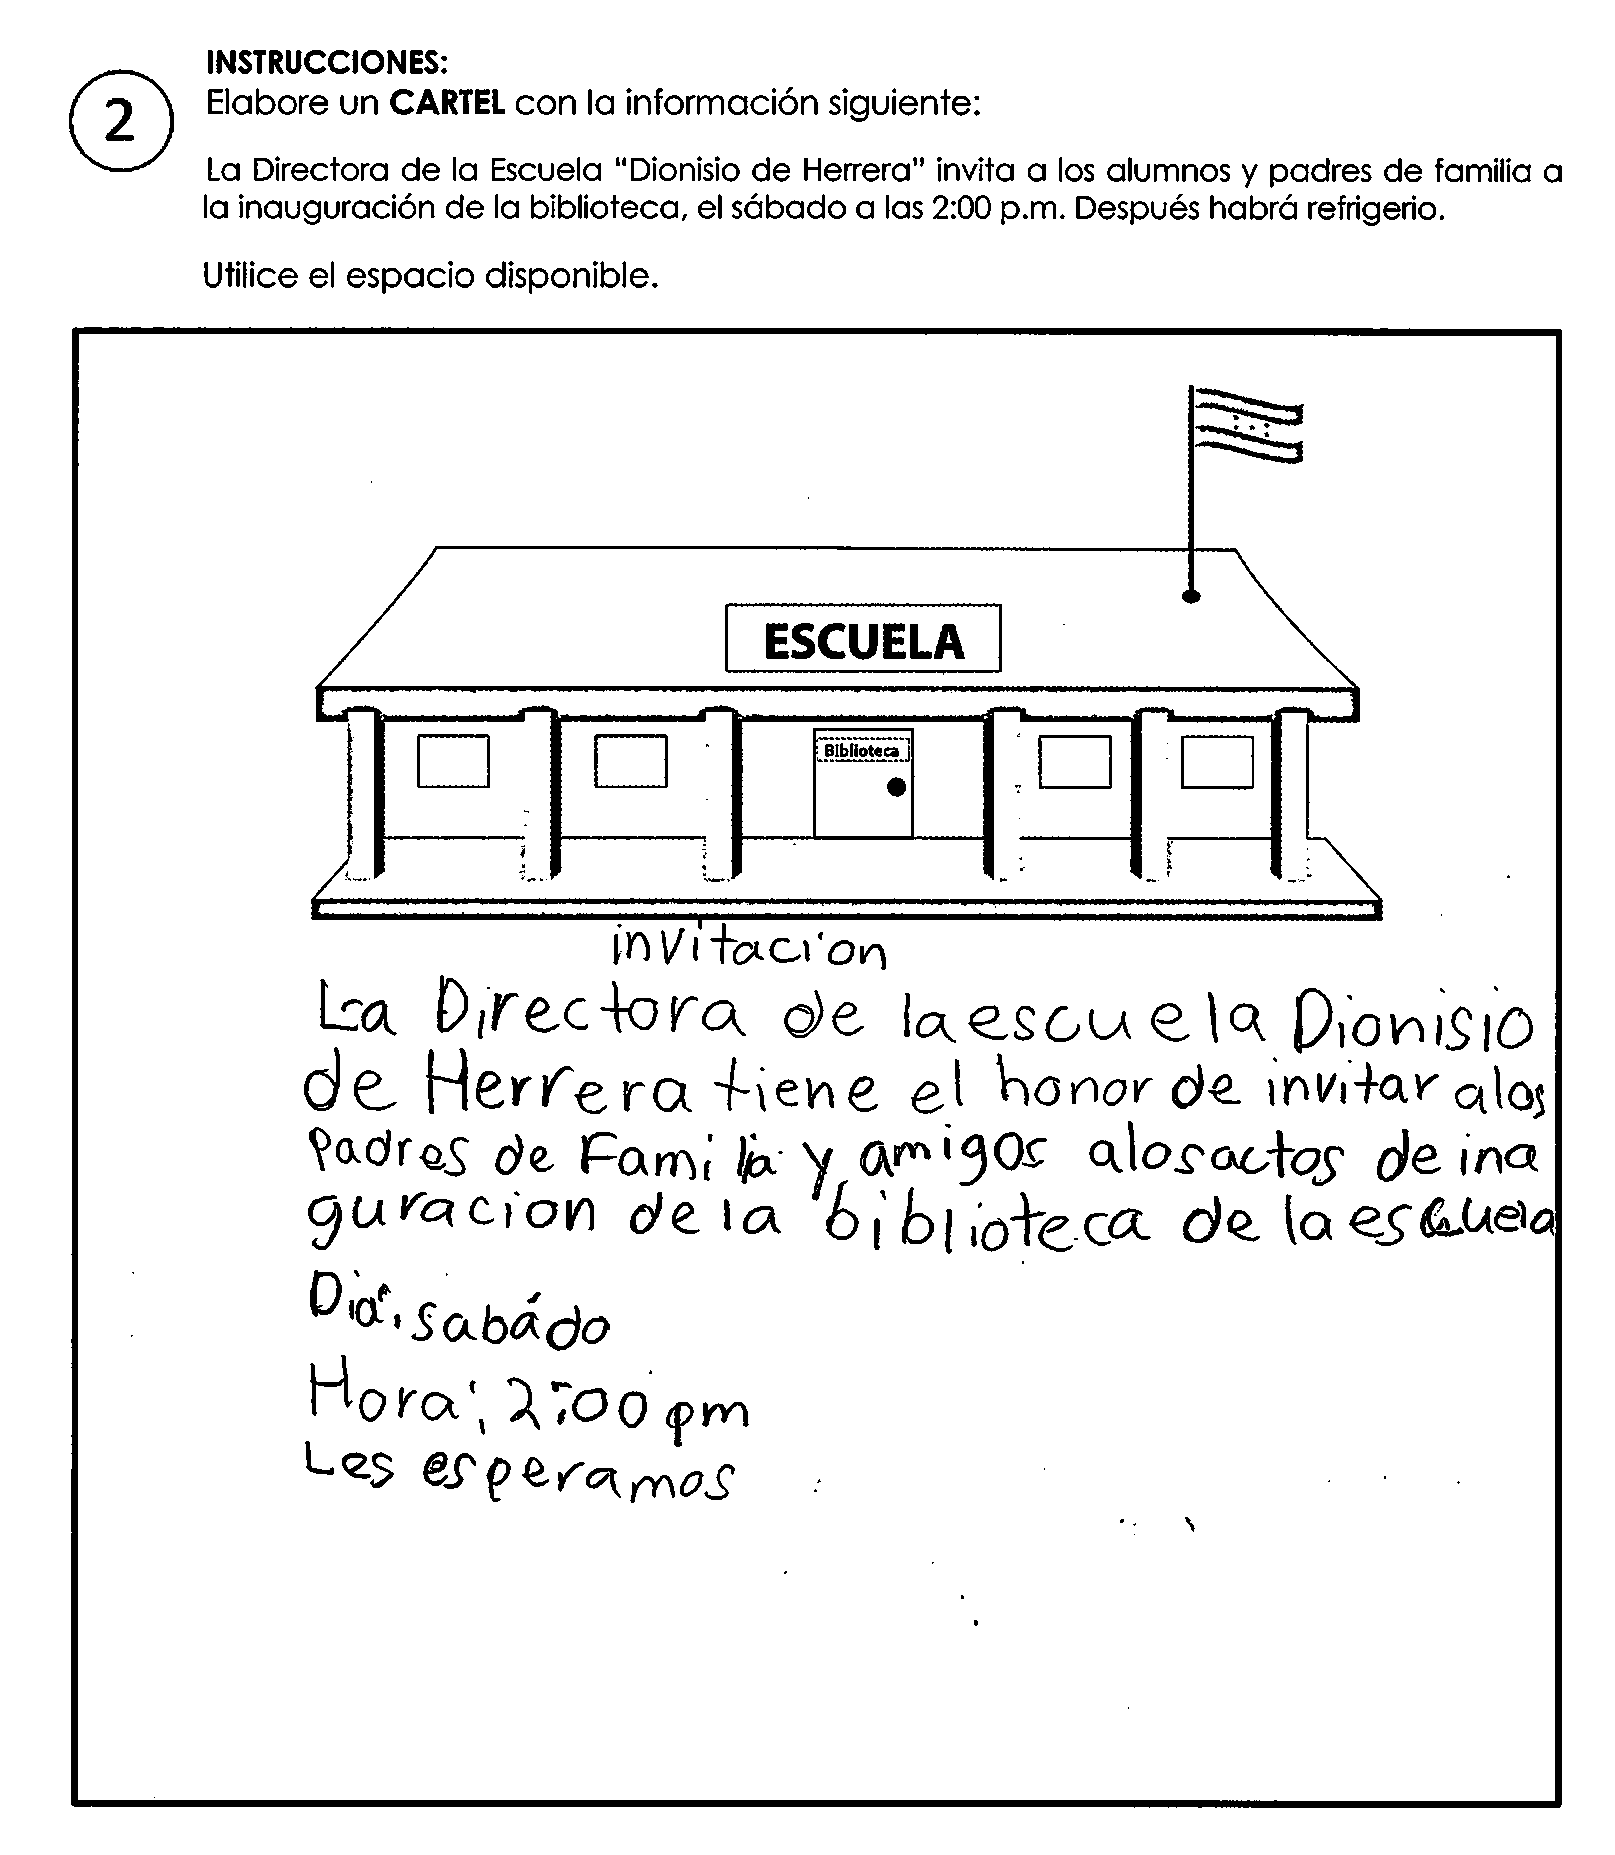 INSTRUCCIONES:
2
Elabore un CARTEL con la información siguiente:
La Directora de la Escuela "Dionisio de Herrera" invita a los alumnos y padres de familia a
la inauguración de la biblioteca, el sábado a las 2:00 p.m. Después habrá refrigerio.
Utilice el espacio disponible.
ESCUELA
Biblioteca
invitacion
La Directora de laescuela Dionisio
de Herrera tiene el honor de invitar alos
Padres de Familia y amigos alosactos de ina
guracion de la biblioteca de laescuela
Dia: sabádo
Hora: 2:00 pm
Les esperamos